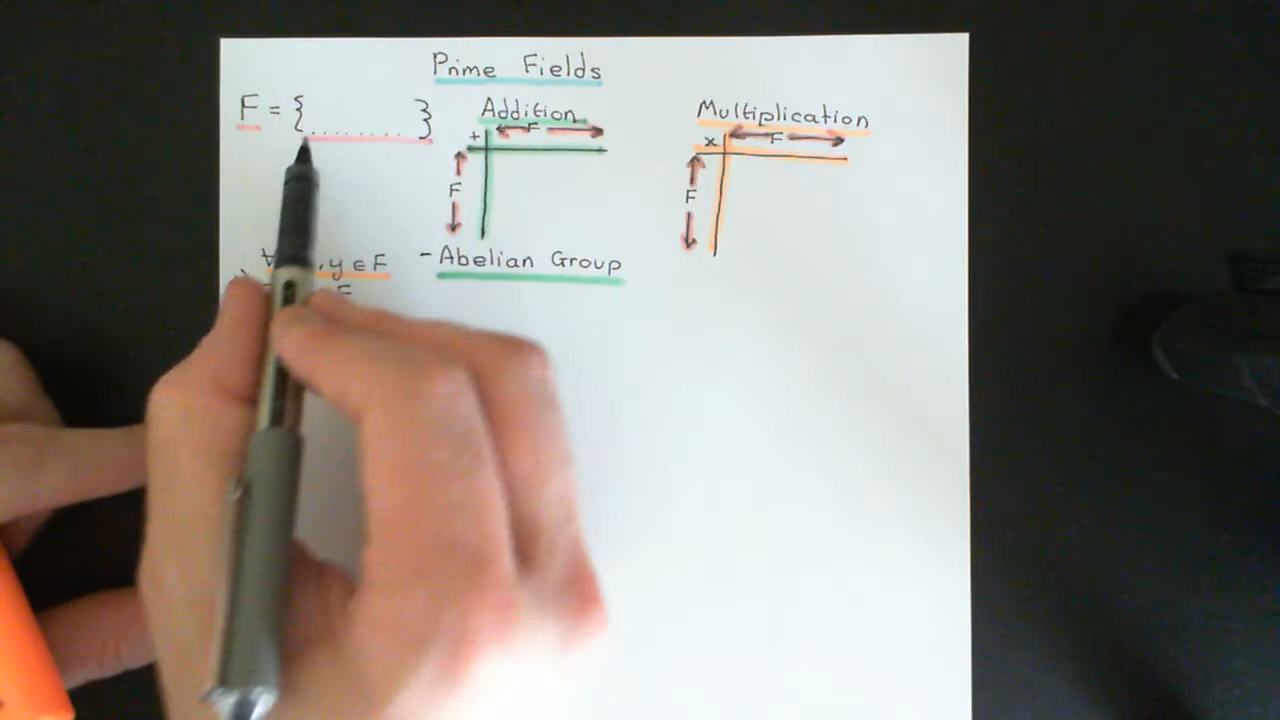 Prime Fields
F = {.........}
Addition
+ F
F
Multiplication
x F
F
∀ , y ∈ F
- Abelian Group